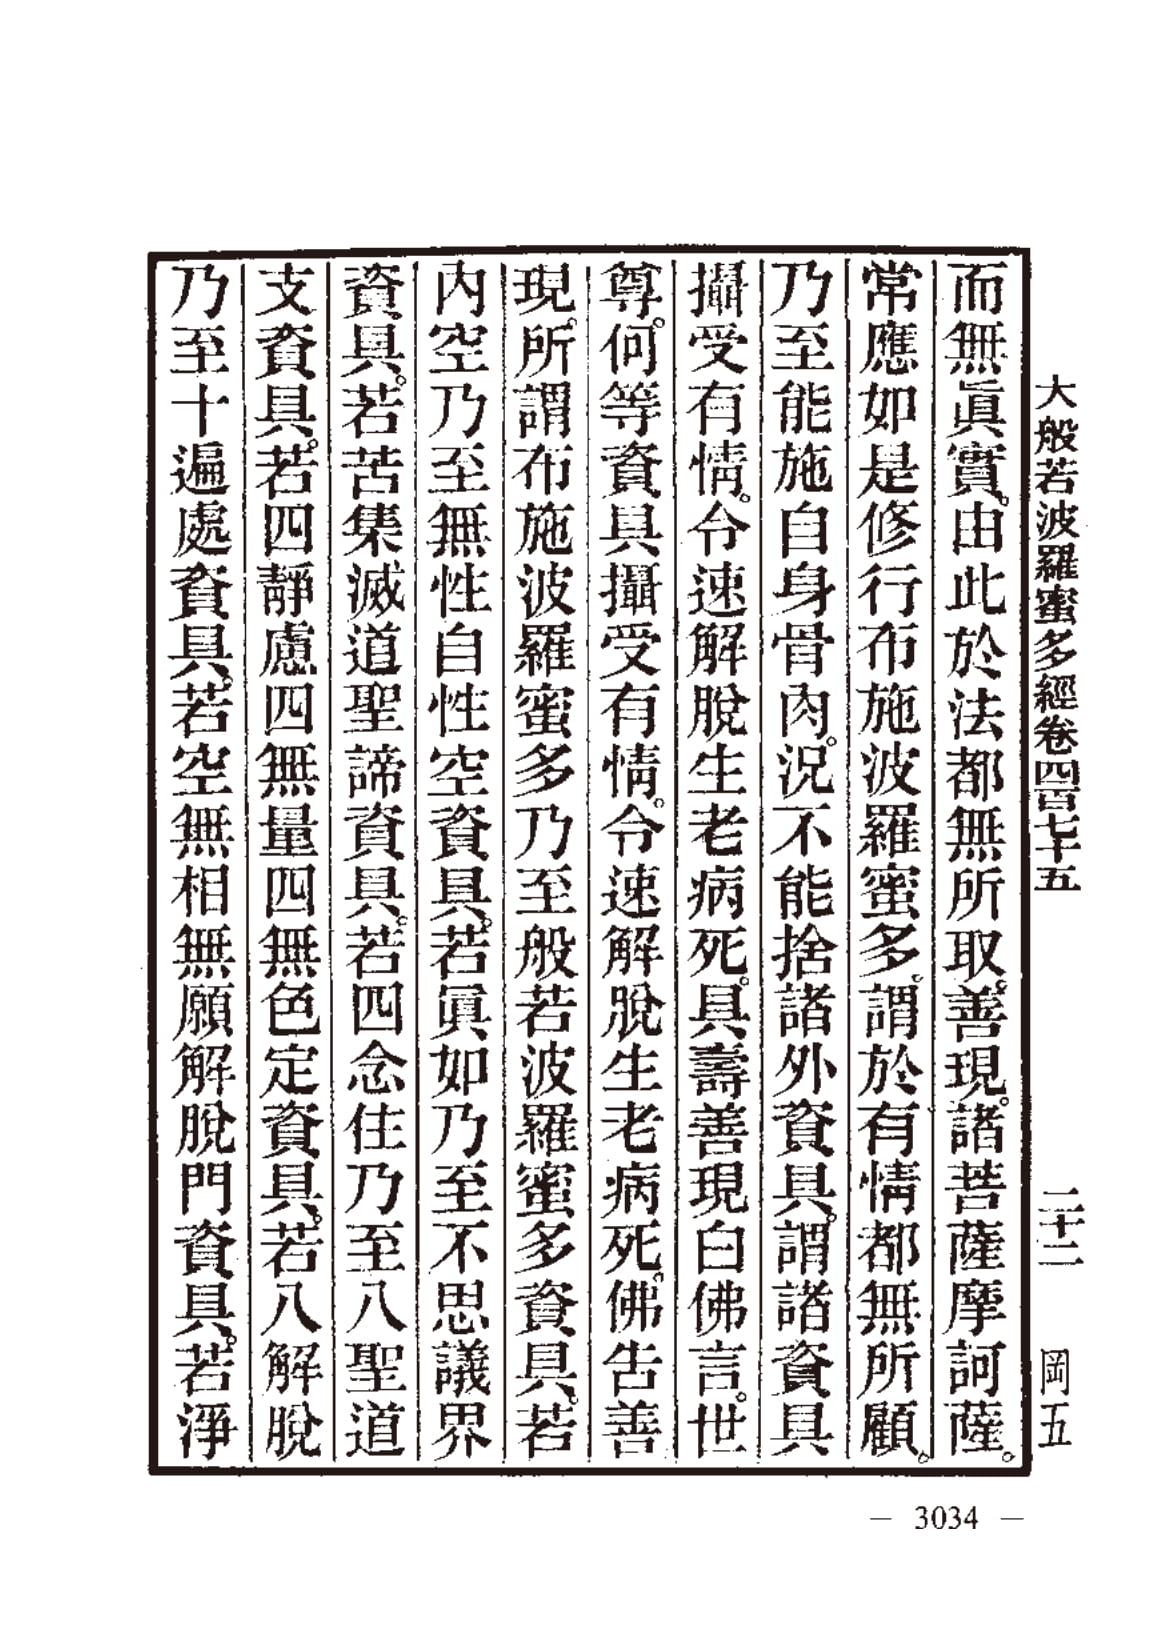 大般若波羅蜜多經卷四百七十五 二十二 岡五
而無眞實。由此於法都無所取。善現。諸菩薩摩訶薩。
常應如是修行布施波羅蜜多。謂於有情都無所顧。
乃至能施自身骨肉。況不能捨諸外資具。謂諸資具
攝受有情。令速解脫生老病死。具壽善現白佛言。世
尊。何等資具攝受有情。令速解脫生老病死。佛告善
現。所謂布施波羅蜜多乃至般若波羅蜜多資具。若
內空乃至無性自性空資具。若眞如乃至不思議界
資具。若苦集滅道聖諦資具。若四念住乃至八聖道
支資具。若四靜慮四無量四無色定資具。若八解脫
乃至十遍處資具。若空無相無願解脫門資具。若淨
— 3034 —